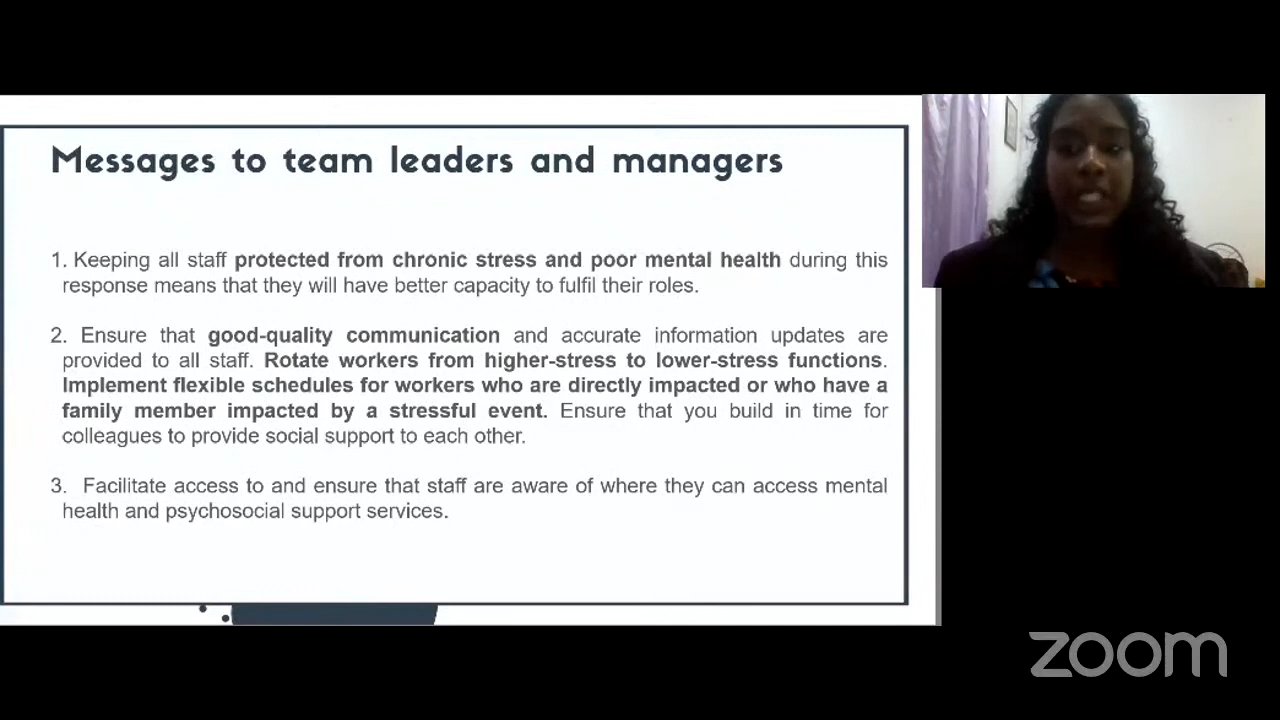 Messages to team leaders and managers
1. Keeping all staff protected from chronic stress and poor mental health during this
response means that they will have better capacity to fulfil their roles.
2. Ensure that good-quality communication and accurate information updates are
provided to all staff. Rotate workers from higher-stress to lower-stress functions.
Implement flexible schedules for workers who are directly impacted or who have a
family member impacted by a stressful event. Ensure that you build in time for
colleagues to provide social support to each other.
3. Facilitate access to and ensure that staff are aware of where they can access mental
health and psychosocial support services.
zoom